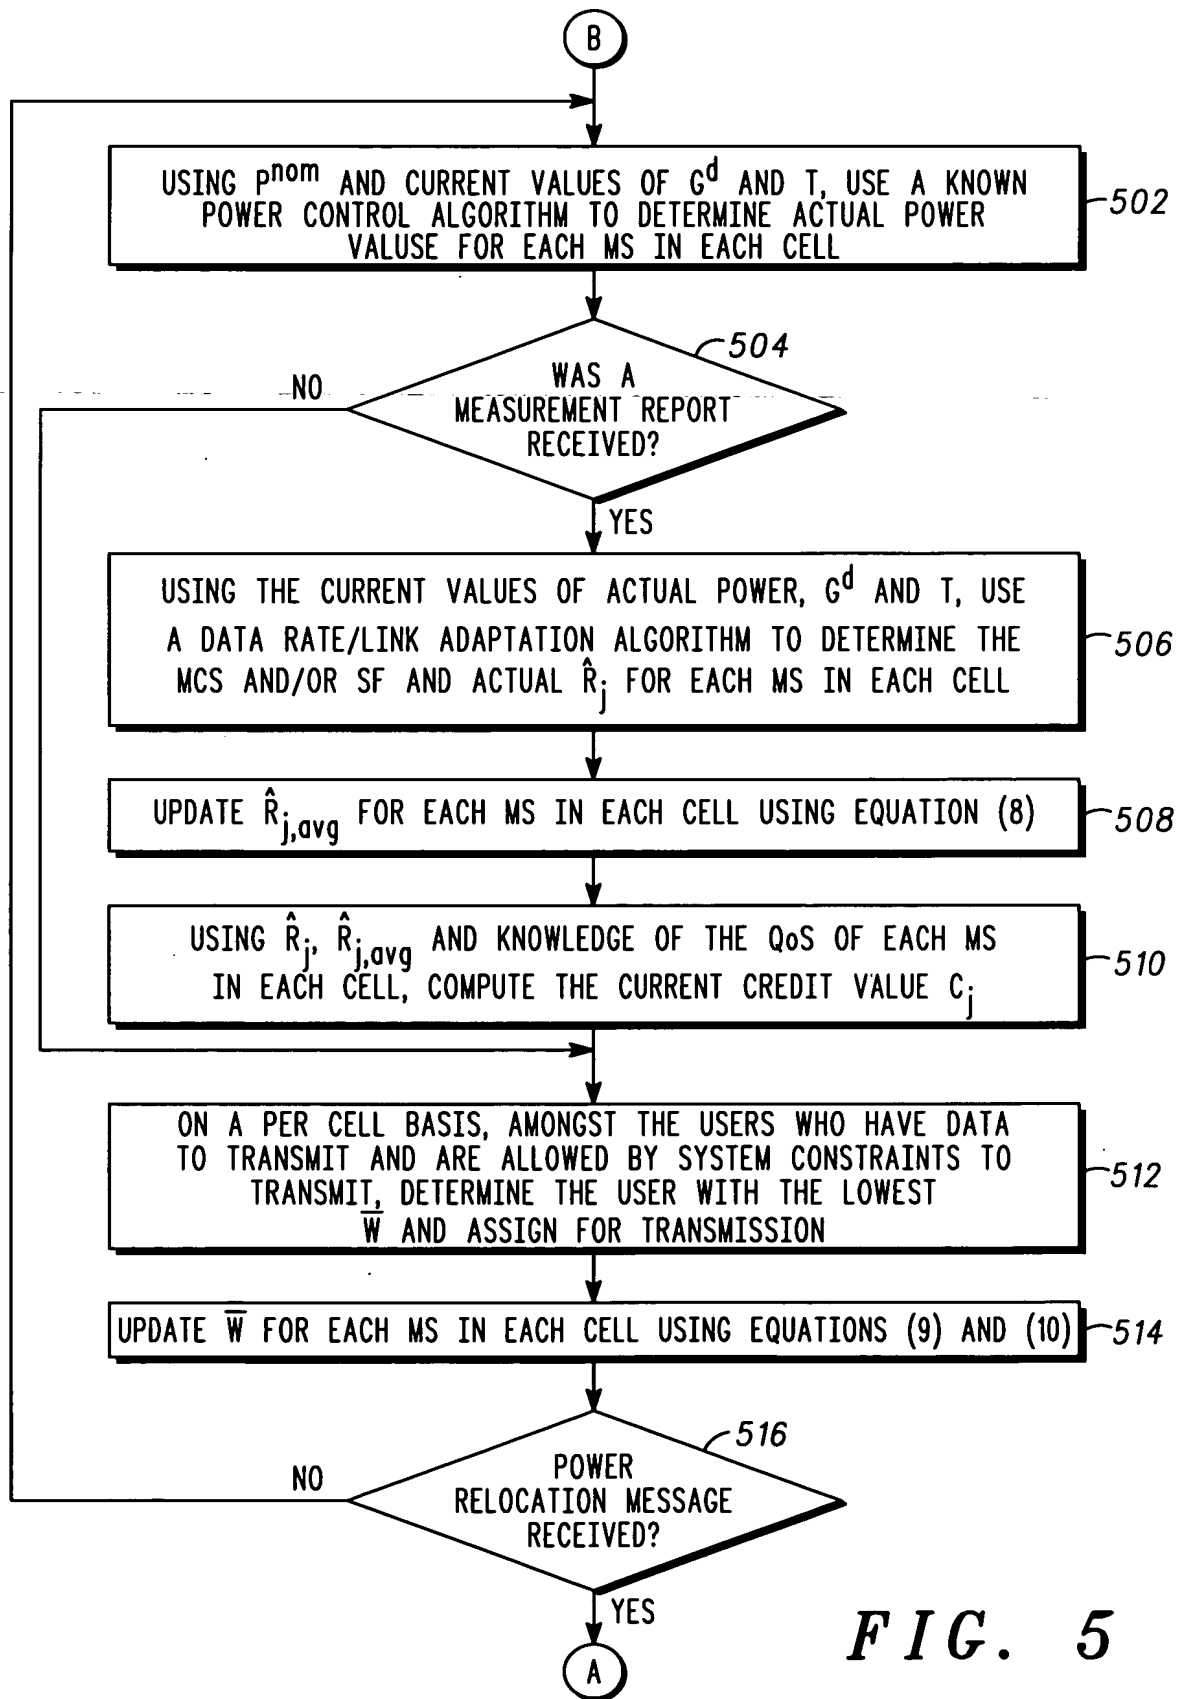 B
USING P^nom AND CURRENT VALUES OF G^d AND T, USE A KNOWN
POWER CONTROL ALGORITHM TO DETERMINE ACTUAL POWER
VALUSE FOR EACH MS IN EACH CELL
502
504
WAS A
MEASUREMENT REPORT
RECEIVED?
NO
YES
USING THE CURRENT VALUES OF ACTUAL POWER, G^d AND T, USE
A DATA RATE/LINK ADAPTATION ALGORITHM TO DETERMINE THE
MCS AND/OR SF AND ACTUAL R̂_j FOR EACH MS IN EACH CELL
506
UPDATE R̂_j,avg FOR EACH MS IN EACH CELL USING EQUATION (8)
508
USING R̂_j, R̂_j,avg AND KNOWLEDGE OF THE QoS OF EACH MS
IN EACH CELL, COMPUTE THE CURRENT CREDIT VALUE C_j
510
ON A PER CELL BASIS, AMONGST THE USERS WHO HAVE DATA
TO TRANSMIT AND ARE ALLOWED BY SYSTEM CONSTRAINTS TO
TRANSMIT, DETERMINE THE USER WITH THE LOWEST
W̅ AND ASSIGN FOR TRANSMISSION
512
UPDATE W̅ FOR EACH MS IN EACH CELL USING EQUATIONS (9) AND (10)
514
516
POWER
RELOCATION MESSAGE
RECEIVED?
NO
YES
A
FIG. 5